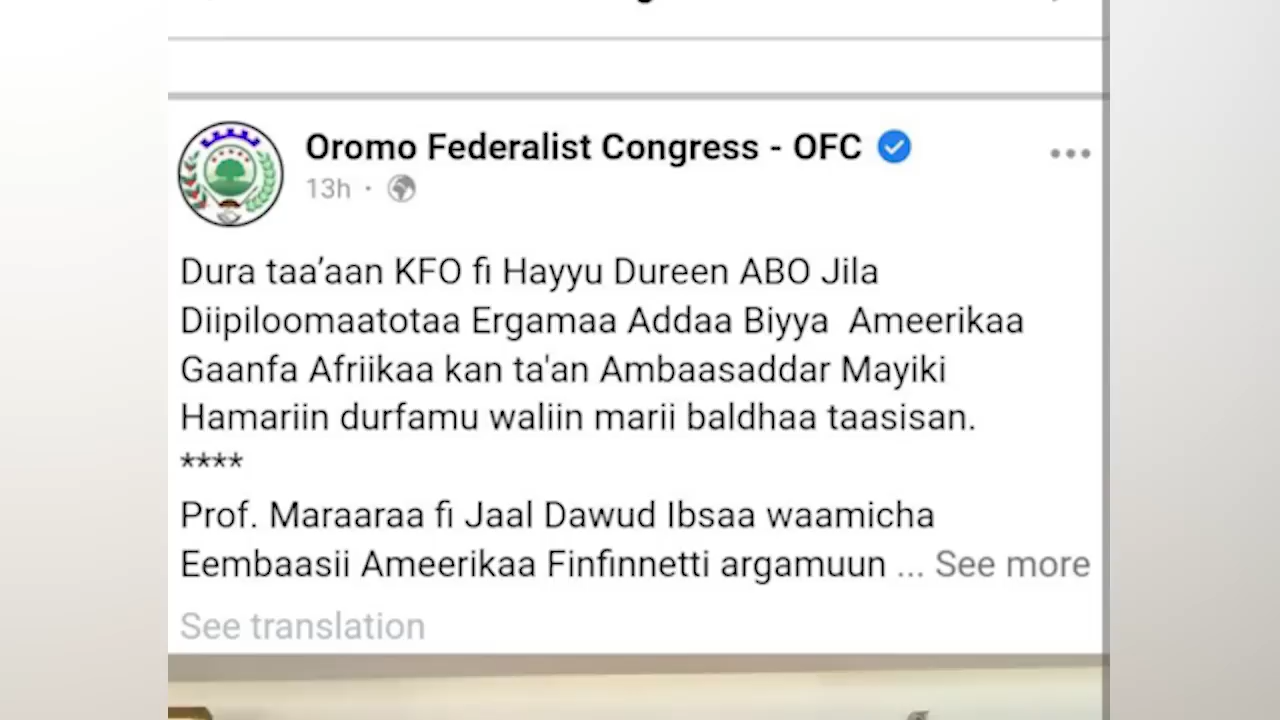 Oromo Federalist Congress - OFC
13h ·
Dura taa’aan KFO fi Hayyu Dureen ABO Jila
Diipiloomaatotaa Ergamaa Addaa Biyya Ameerikaa
Gaanfa Afriikaa kan ta'an Ambaasaddar Mayiki
Hamariin durfamu waliin marii baldhaa taasisan.
****
Prof. Maraaraa fi Jaal Dawud Ibsaa waamicha
Eembaasii Ameerikaa Finfinnetti argamuun ... See more
See translation